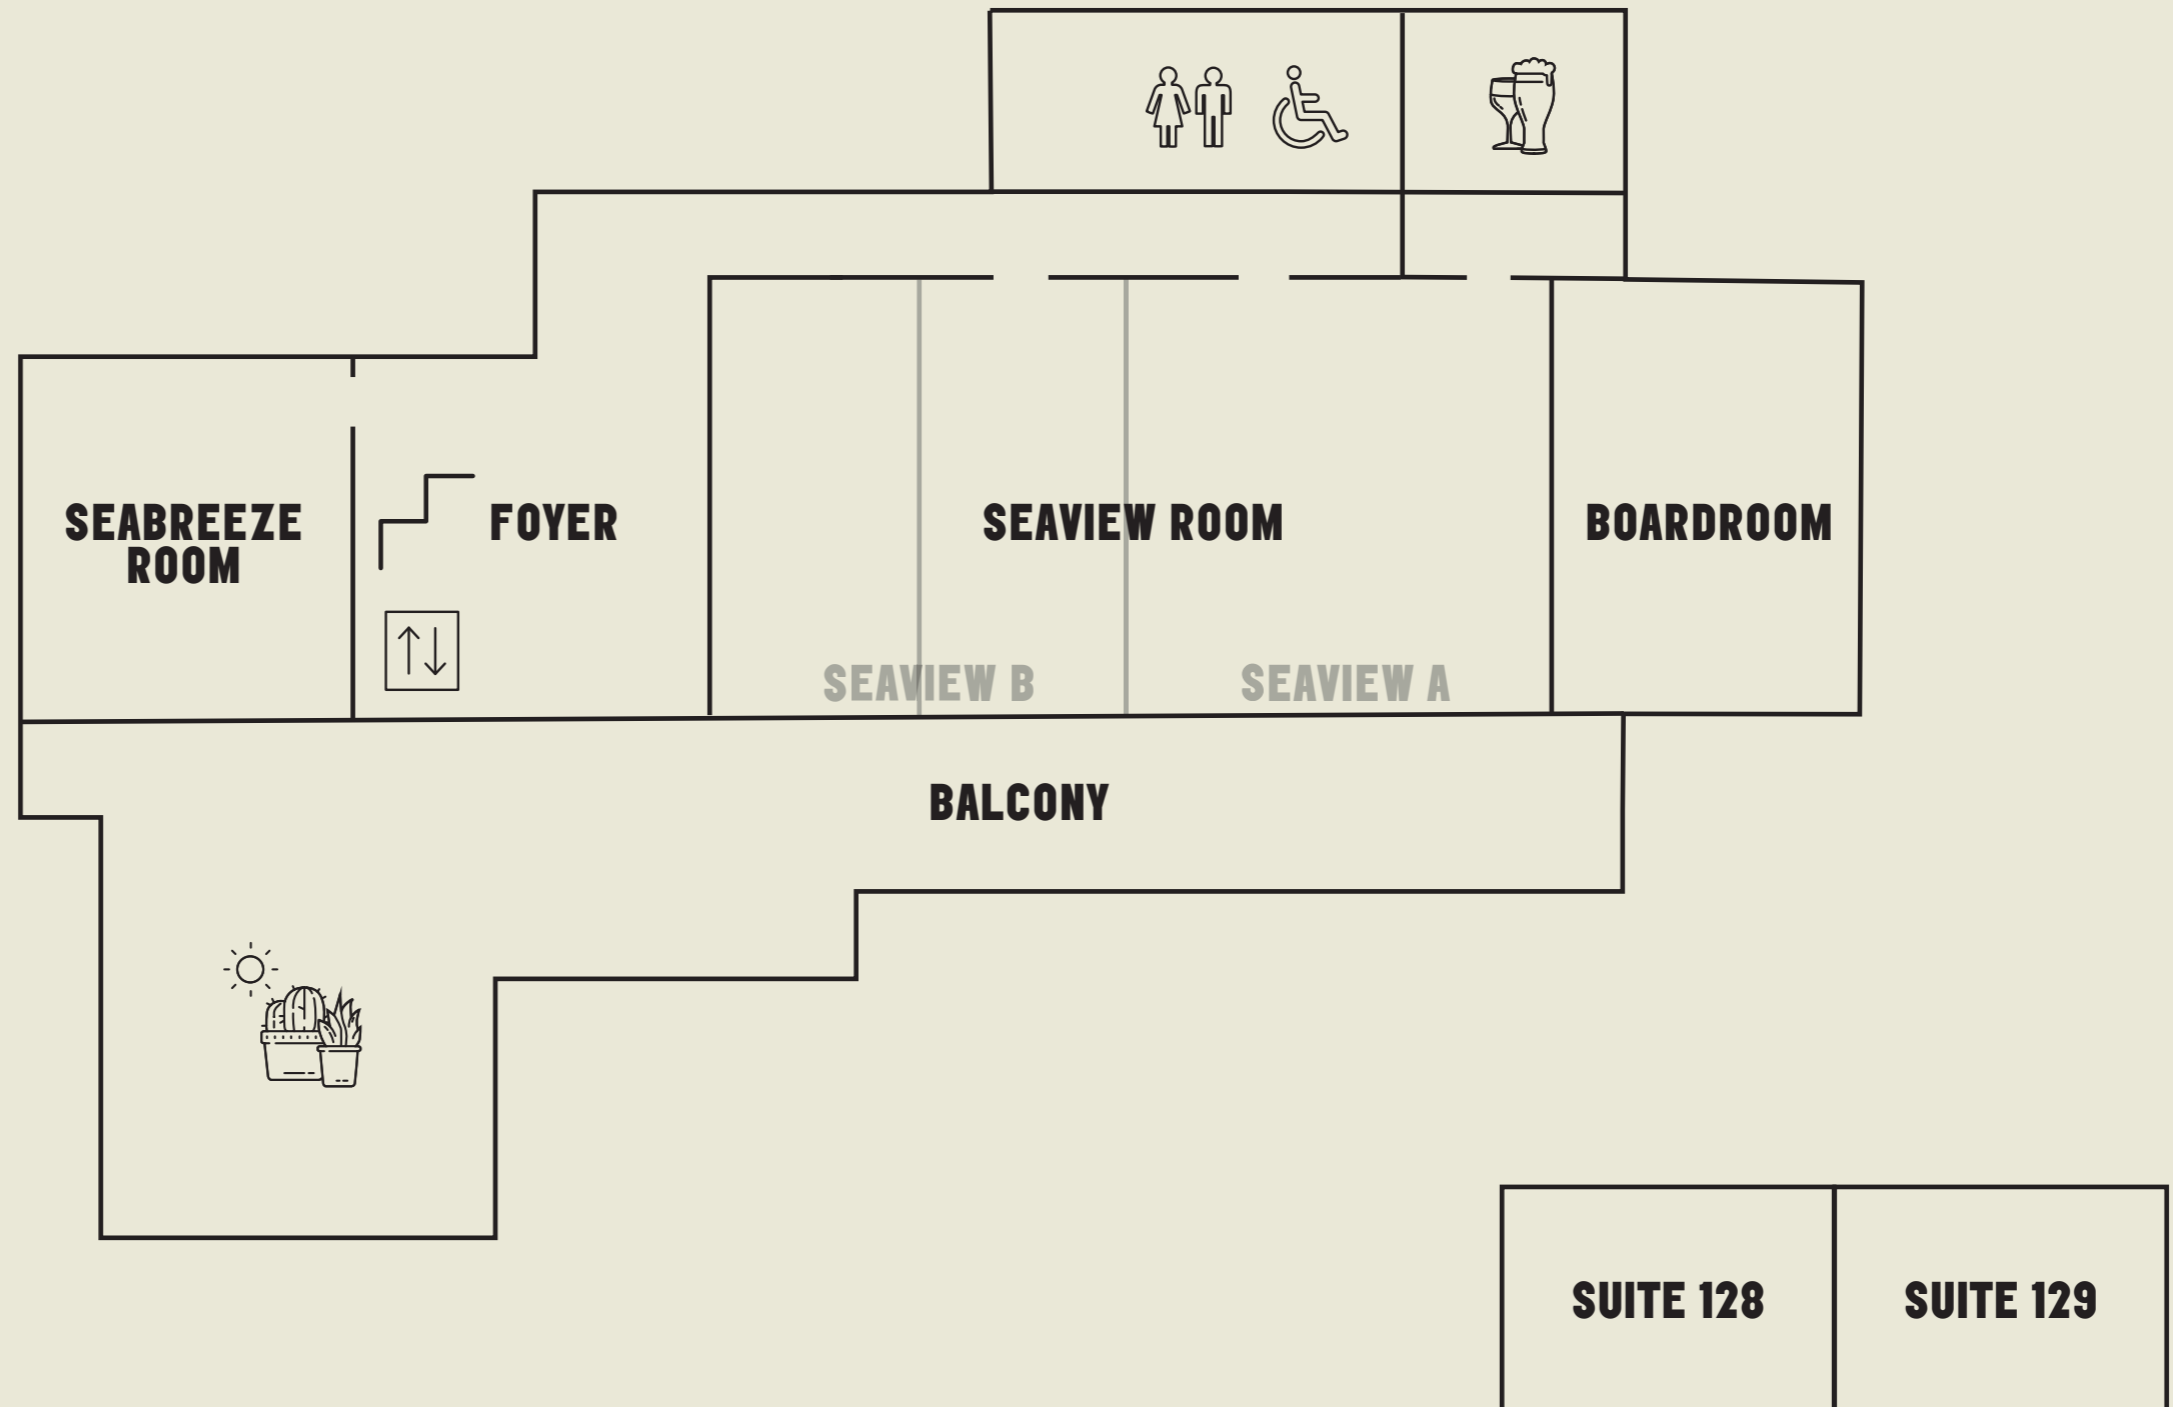 SEABREEZE
ROOM
FOYER
SEAVIEW ROOM
BOARDROOM
SEAVIEW B
SEAVIEW A
BALCONY
SUITE 128
SUITE 129